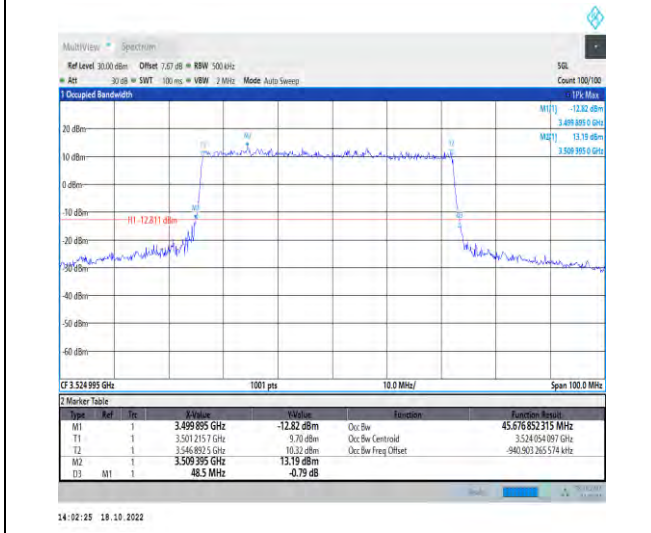 MultiView Spectrum
Ref Level 30.00 dBm Offset 7.67 dB RBW 500 kHz SGL
Att 30 dB SWT 100 ms VBW 2 MHz Mode Auto Sweep Count 100/100
1 Occupied Bandwidth 1Pk Max
M1[1] -12.82 dBm
3.499 895 0 GHz
M2[1] 13.19 dBm
3.509 395 0 GHz
20 dBm
M2
T1
T2
10 dBm
0 dBm
-10 dBm
M1
D3
H1 -12.811 dBm
-20 dBm
-30 dBm
-40 dBm
-50 dBm
-60 dBm
CF 3.524 995 GHz 1001 pts 10.0 MHz/ Span 100.0 MHz
2 Marker Table
Type Ref Trc X-Value Y-Value Function Function Result
M1 1 3.499 895 GHz -12.82 dBm Occ Bw 45.676 852 315 MHz
T1 1 3.501 215 7 GHz 9.70 dBm Occ Bw Centroid 3.524 054 097 GHz
T2 1 3.546 892 5 GHz 10.32 dBm Occ Bw Freq Offset -940.903 265 574 kHz
M2 1 3.509 395 GHz 13.19 dBm
D3 M1 1 48.5 MHz -0.79 dB
14:02:25 18.10.2022